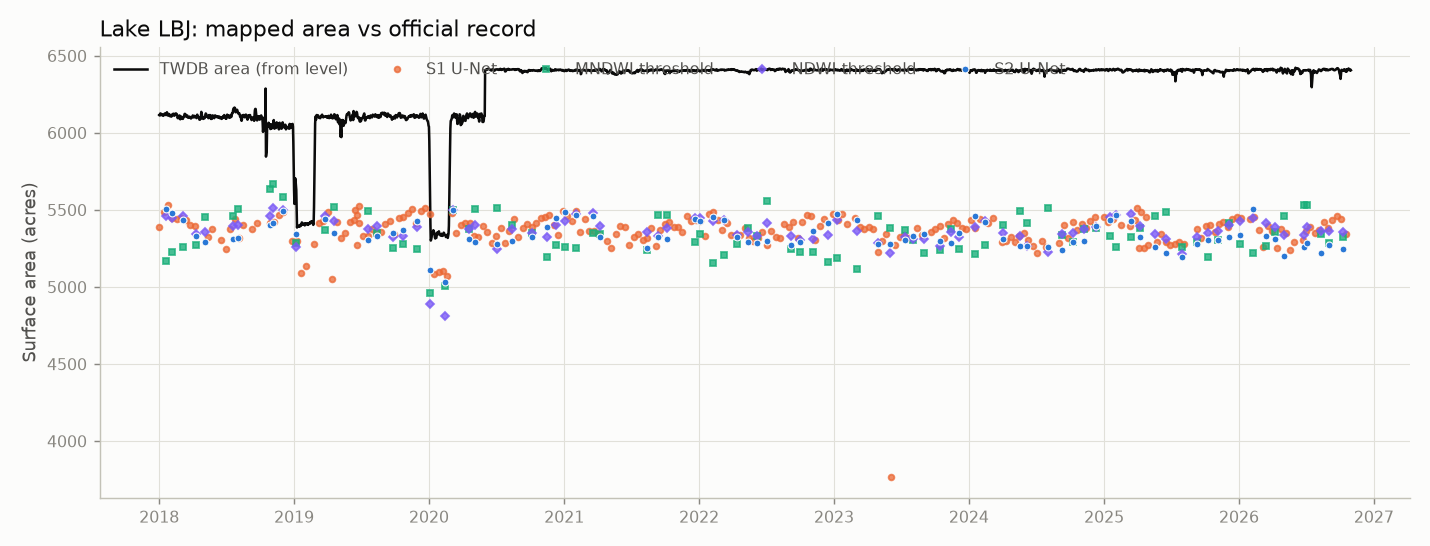 Lake LBJ: mapped area vs official record
TWDB area (from level) S1 U-Net MNDWI threshold NDWI threshold S2 U-Net
Surface area (acres)
6500
6000
5500
5000
4500
4000
2018 2019 2020 2021 2022 2023 2024 2025 2026 2027